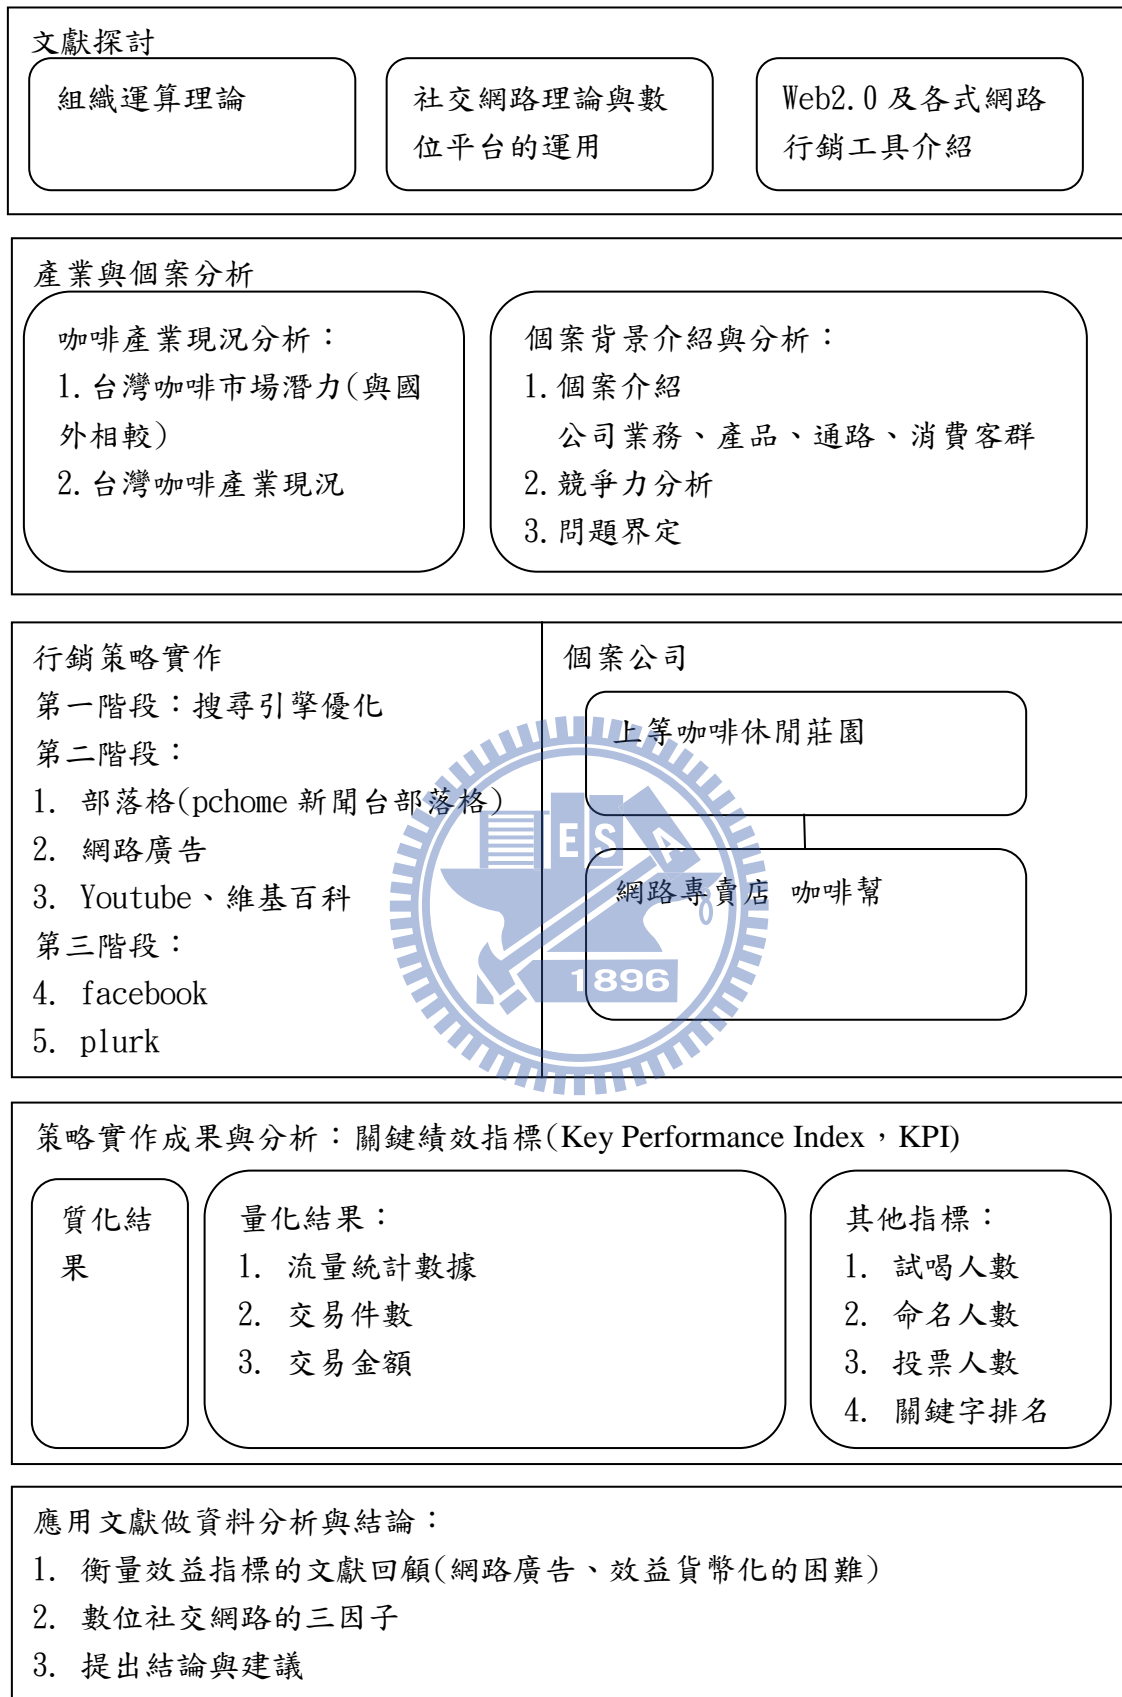 文獻探討
組織運算理論
社交網路理論與數
位平台的運用
Web2.0 及各式網路
行銷工具介紹
產業與個案分析
咖啡產業現況分析：
1.台灣咖啡市場潛力(與國
外相較)
2.台灣咖啡產業現況
個案背景介紹與分析：
1.個案介紹
公司業務、產品、通路、消費客群
2.競爭力分析
3.問題界定
行銷策略實作
第一階段：搜尋引擎優化
第二階段：
1. 部落格(pchome 新聞台部落格)
2. 網路廣告
3. Youtube、維基百科
第三階段：
4. facebook
5. plurk
個案公司
上等咖啡休閒莊園
網路專賣店 咖啡幫
ESA
1896
策略實作成果與分析：關鍵績效指標(Key Performance Index，KPI)
質化結
果
量化結果：
1. 流量統計數據
2. 交易件數
3. 交易金額
其他指標：
1. 試喝人數
2. 命名人數
3. 投票人數
4. 關鍵字排名
應用文獻做資料分析與結論：
1. 衡量效益指標的文獻回顧(網路廣告、效益貨幣化的困難)
2. 數位社交網路的三因子
3. 提出結論與建議